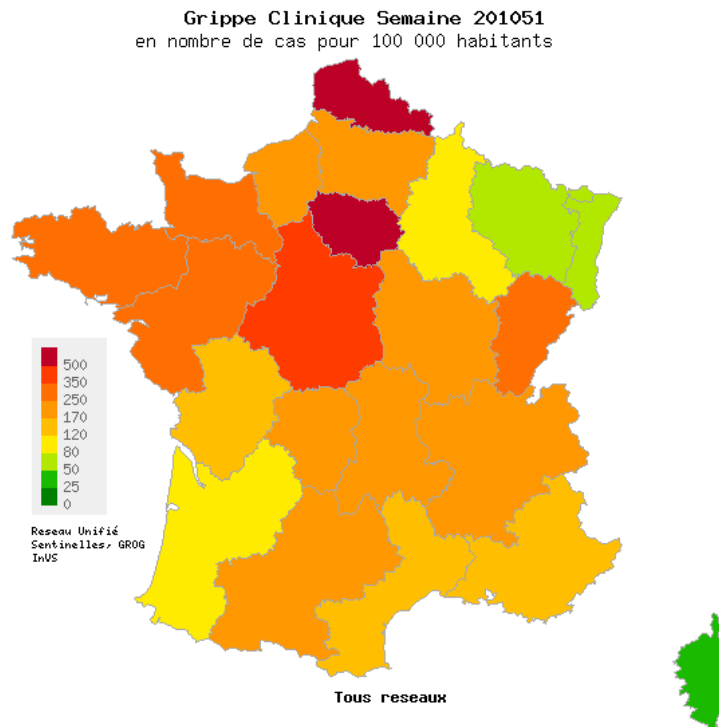 Grippe Clinique Semaine 201051
en nombre de cas pour 100 000 habitants
500
350
250
170
120
80
50
25
0
Reseau Unifié
Sentinelles, GROG
InVS
Tous reseaux